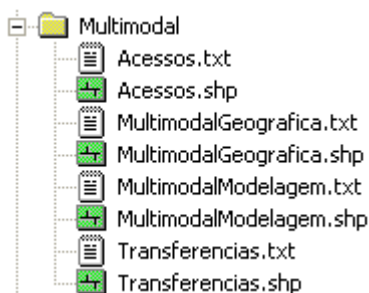 Multimodal
Acessos.txt
Acessos.shp
MultimodalGeografica.txt
MultimodalGeografica.shp
MultimodalModelagem.txt
MultimodalModelagem.shp
Transferencias.txt
Transferencias.shp